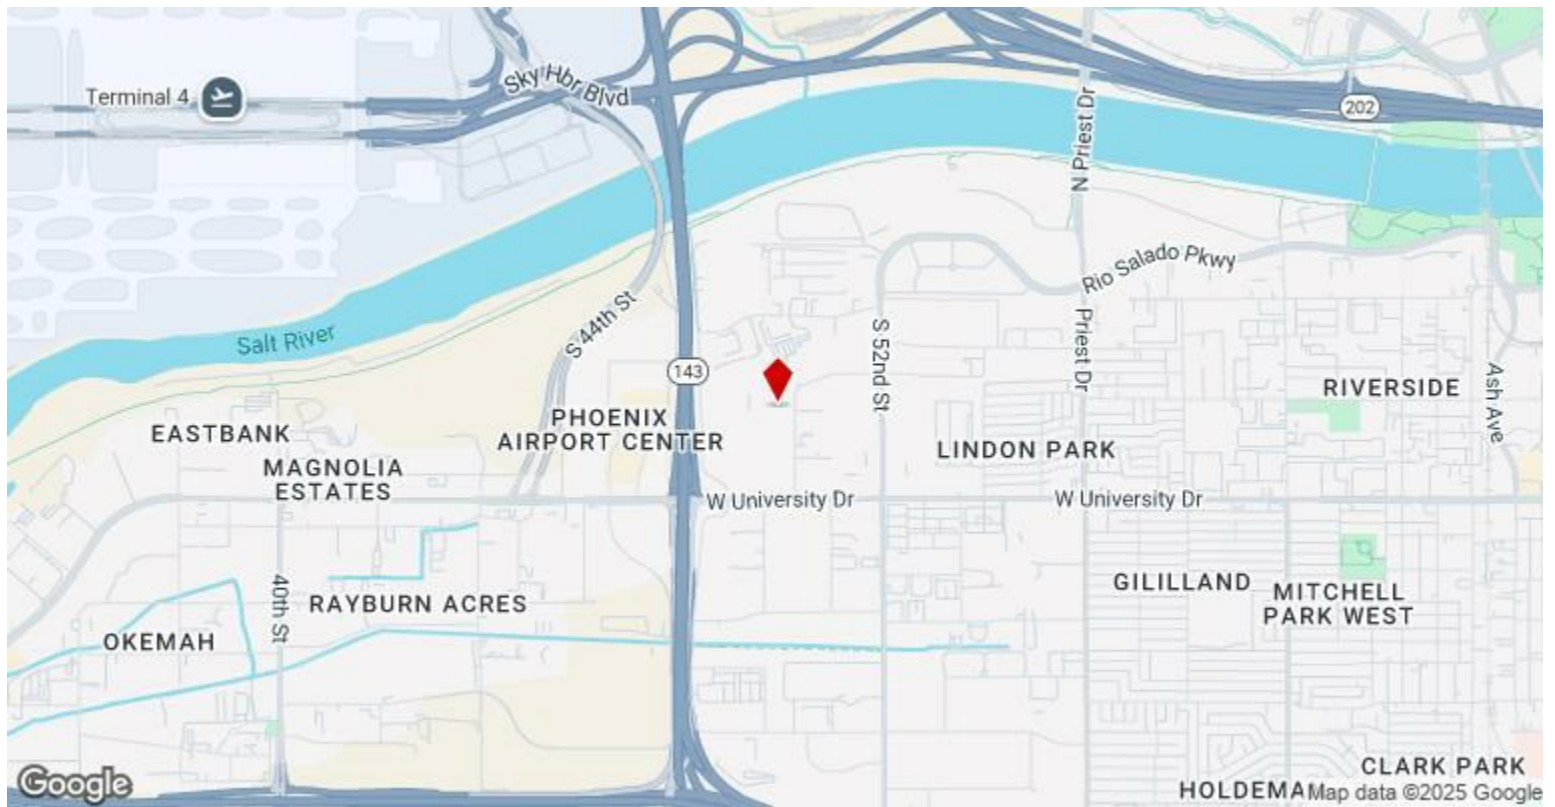 Terminal 4
Sky Hbr Blvd
202
N Priest Dr
Rio Salado Pkwy
S 44th St
Salt River
S 52nd St
Priest Dr
143
Ash Ave
RIVERSIDE
PHOENIX
AIRPORT CENTER
EASTBANK
LINDON PARK
MAGNOLIA
ESTATES
W University Dr
W University Dr
GILILLAND
MITCHELL
PARK WEST
40th St
RAYBURN ACRES
OKEMAH
CLARK PARK
Google
HOLDEMA
Map data ©2025 Google